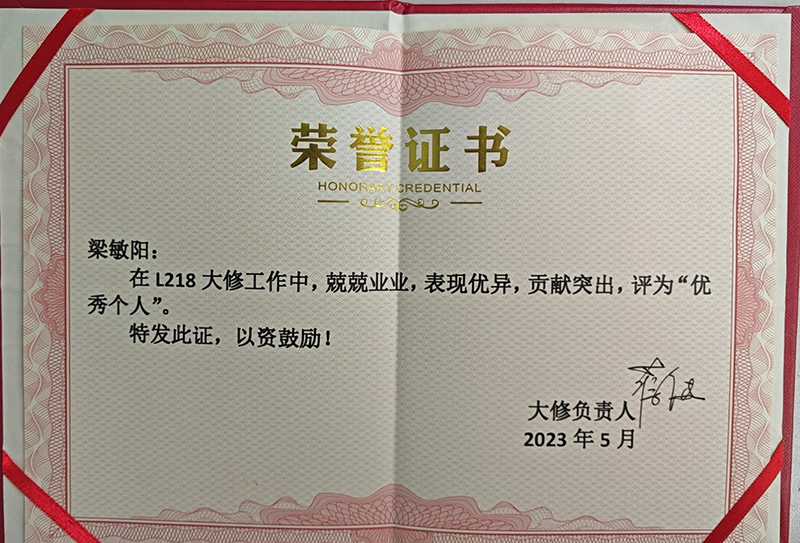 荣誉证书
HONORARY CREDENTIAL
梁敏阳：
在 L218 大修工作中，兢兢业业，表现优异，贡献突出，评为“优
秀个人”。
特发此证，以资鼓励！
大修负责人
2023 年 5 月